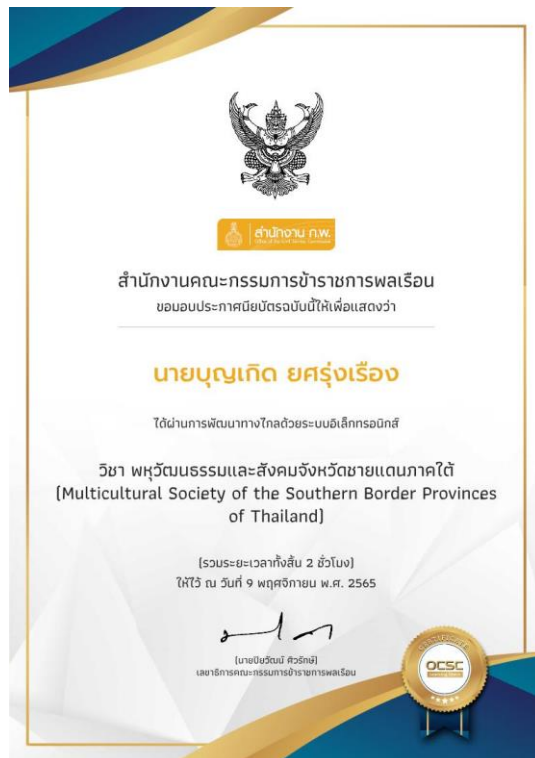 สำนักงาน ก.พ.
สำนักงานคณะกรรมการข้าราชการพลเรือน
ขอมอบประกาศนียบัตรฉบับนี้ให้เพื่อแสดงว่า
นายบุญเกิด ยศรุ่งเรือง
ได้ผ่านการพัฒนาทางไกลด้วยระบบอิเล็กทรอนิกส์
วิชา พหุวัฒนธรรมและสังคมจังหวัดชายแดนภาคใต้
(Multicultural Society of the Southern Border Provinces
of Thailand)
(รวมระยะเวลาทั้งสิ้น 2 ชั่วโมง)
ให้ไว้ ณ วันที่ 9 พฤศจิกายน พ.ศ. 2565
(นายปิยวัฒน์ ศิวรักษ์)
เลขาธิการคณะกรรมการข้าราชการพลเรือน
CERTIFICATE
OCSC